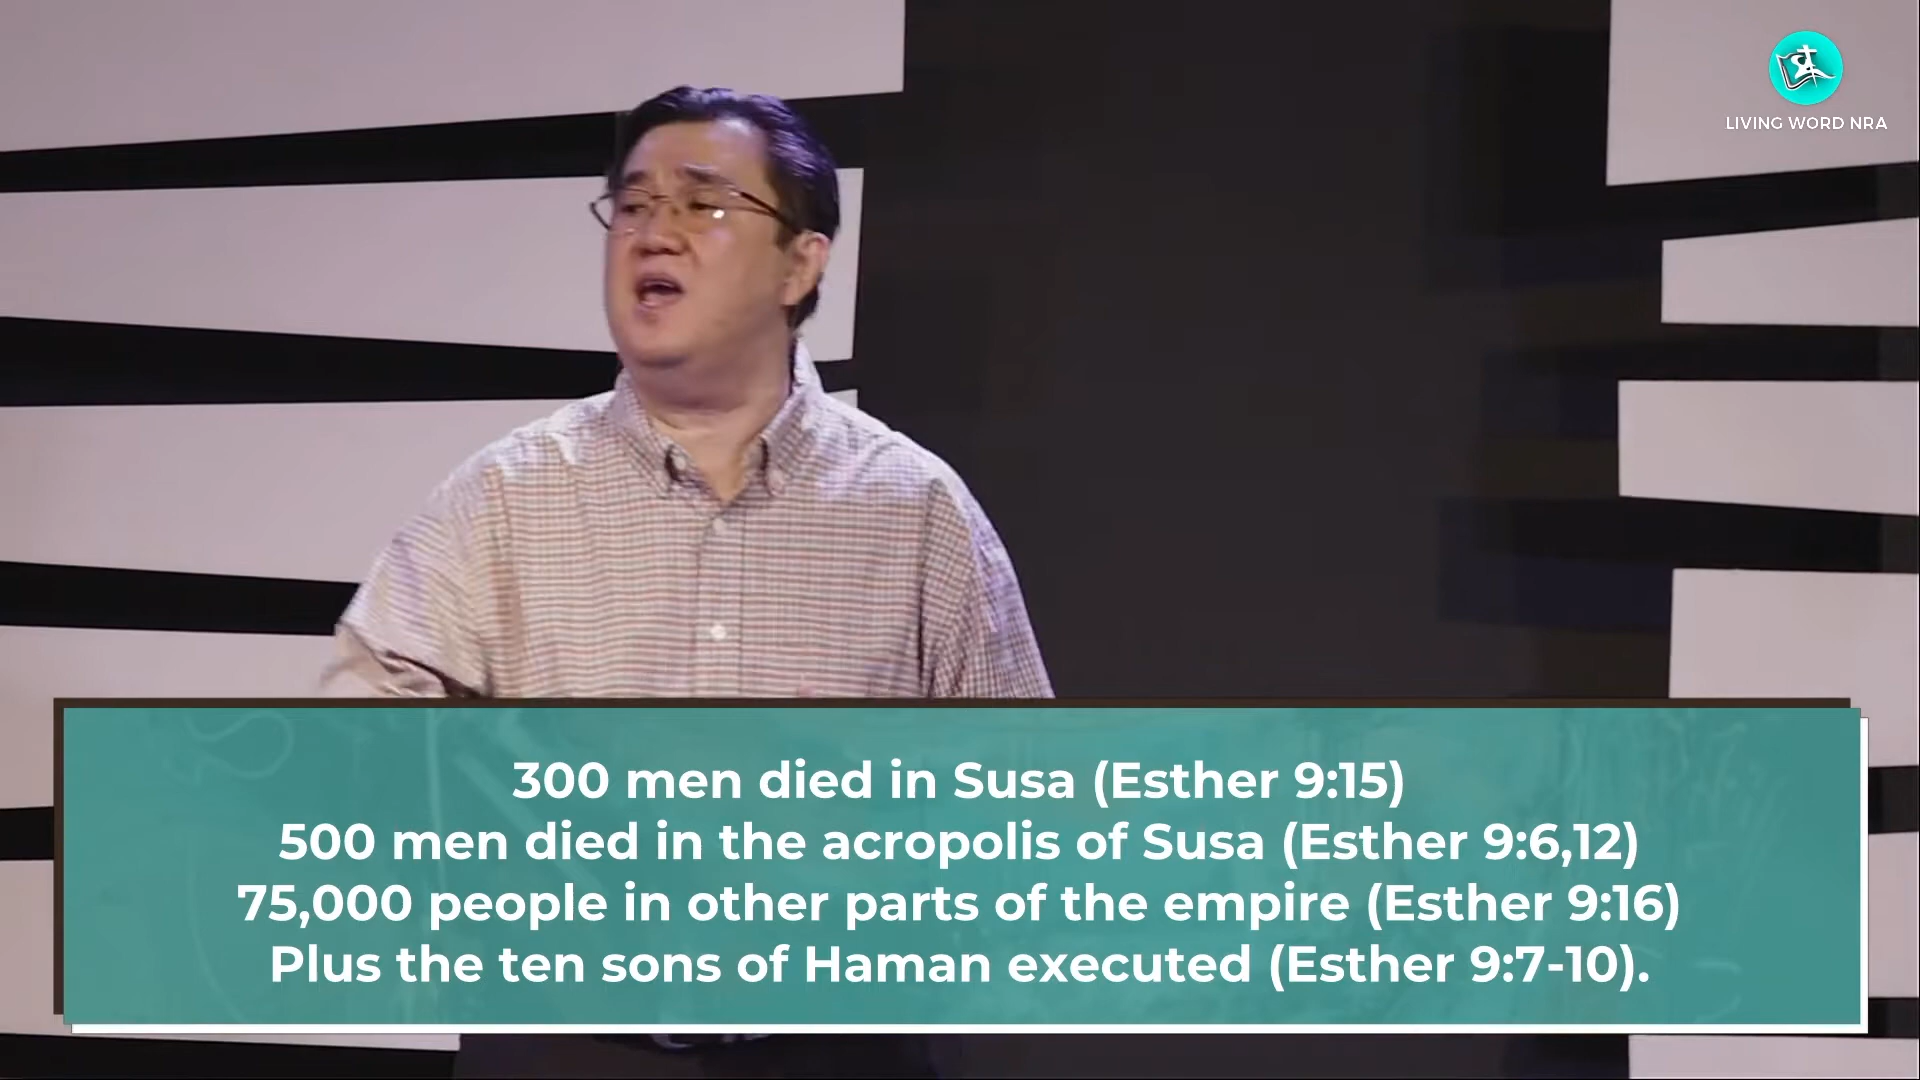 LIVING WORD NRA
300 men died in Susa (Esther 9:15)
500 men died in the acropolis of Susa (Esther 9:6,12)
75,000 people in other parts of the empire (Esther 9:16)
Plus the ten sons of Haman executed (Esther 9:7-10).